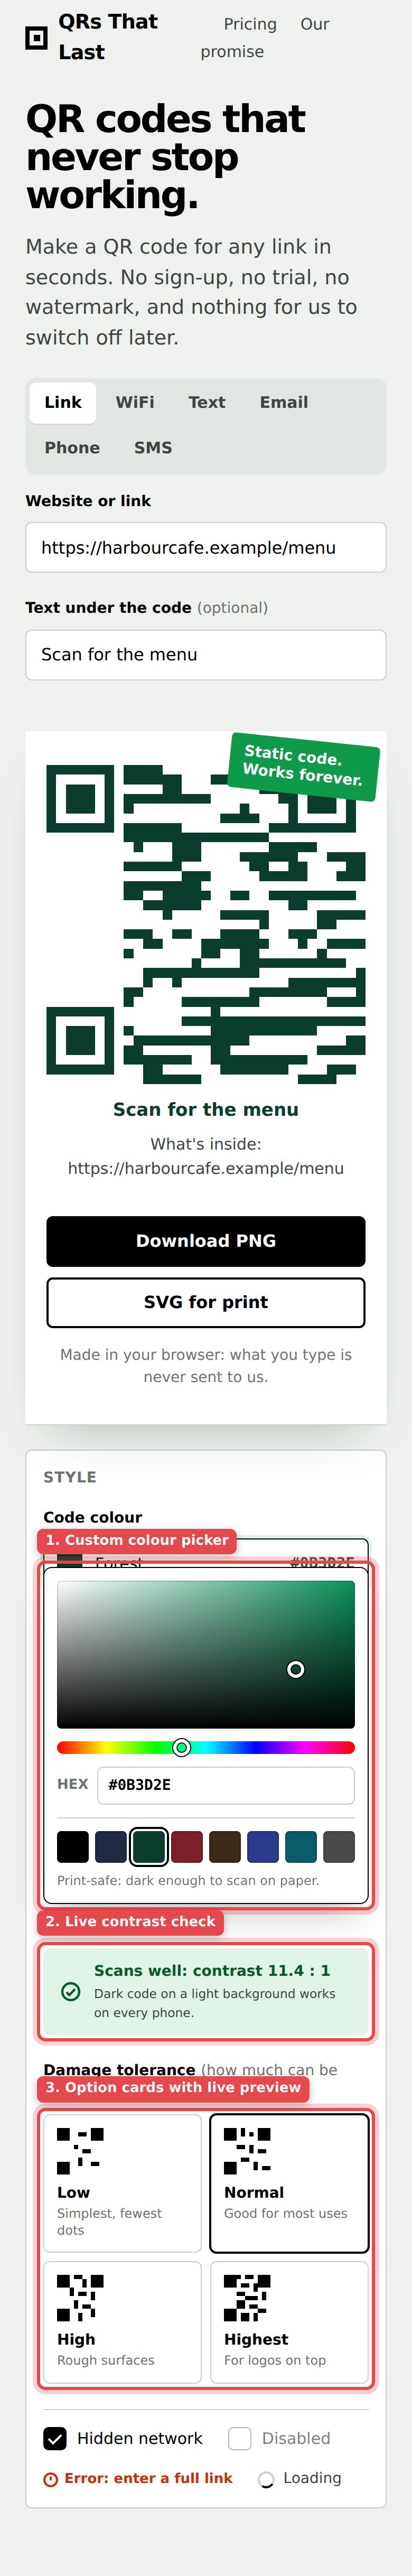 QRs That
Last
Pricing Our
promise
QR codes that
never stop
working.
Make a QR code for any link in
seconds. No sign-up, no trial, no
watermark, and nothing for us to
switch off later.
Link WiFi Text Email
Phone SMS
Website or link
https://harbourcafe.example/menu
Text under the code (optional)
Scan for the menu
Static code.
Works forever.
Scan for the menu
What's inside:
https://harbourcafe.example/menu
Download PNG
SVG for print
Made in your browser: what you type is
never sent to us.
STYLE
Code colour
1. Custom colour picker
Forest #0B3D2E
HEX #0B3D2E
Print-safe: dark enough to scan on paper.
2. Live contrast check
Scans well: contrast 11.4 : 1
Dark code on a light background works
on every phone.
Damage tolerance (how much can be
3. Option cards with live preview
Low
Simplest, fewest
dots
Normal
Good for most uses
High
Rough surfaces
Highest
For logos on top
Hidden network Disabled
Error: enter a full link Loading